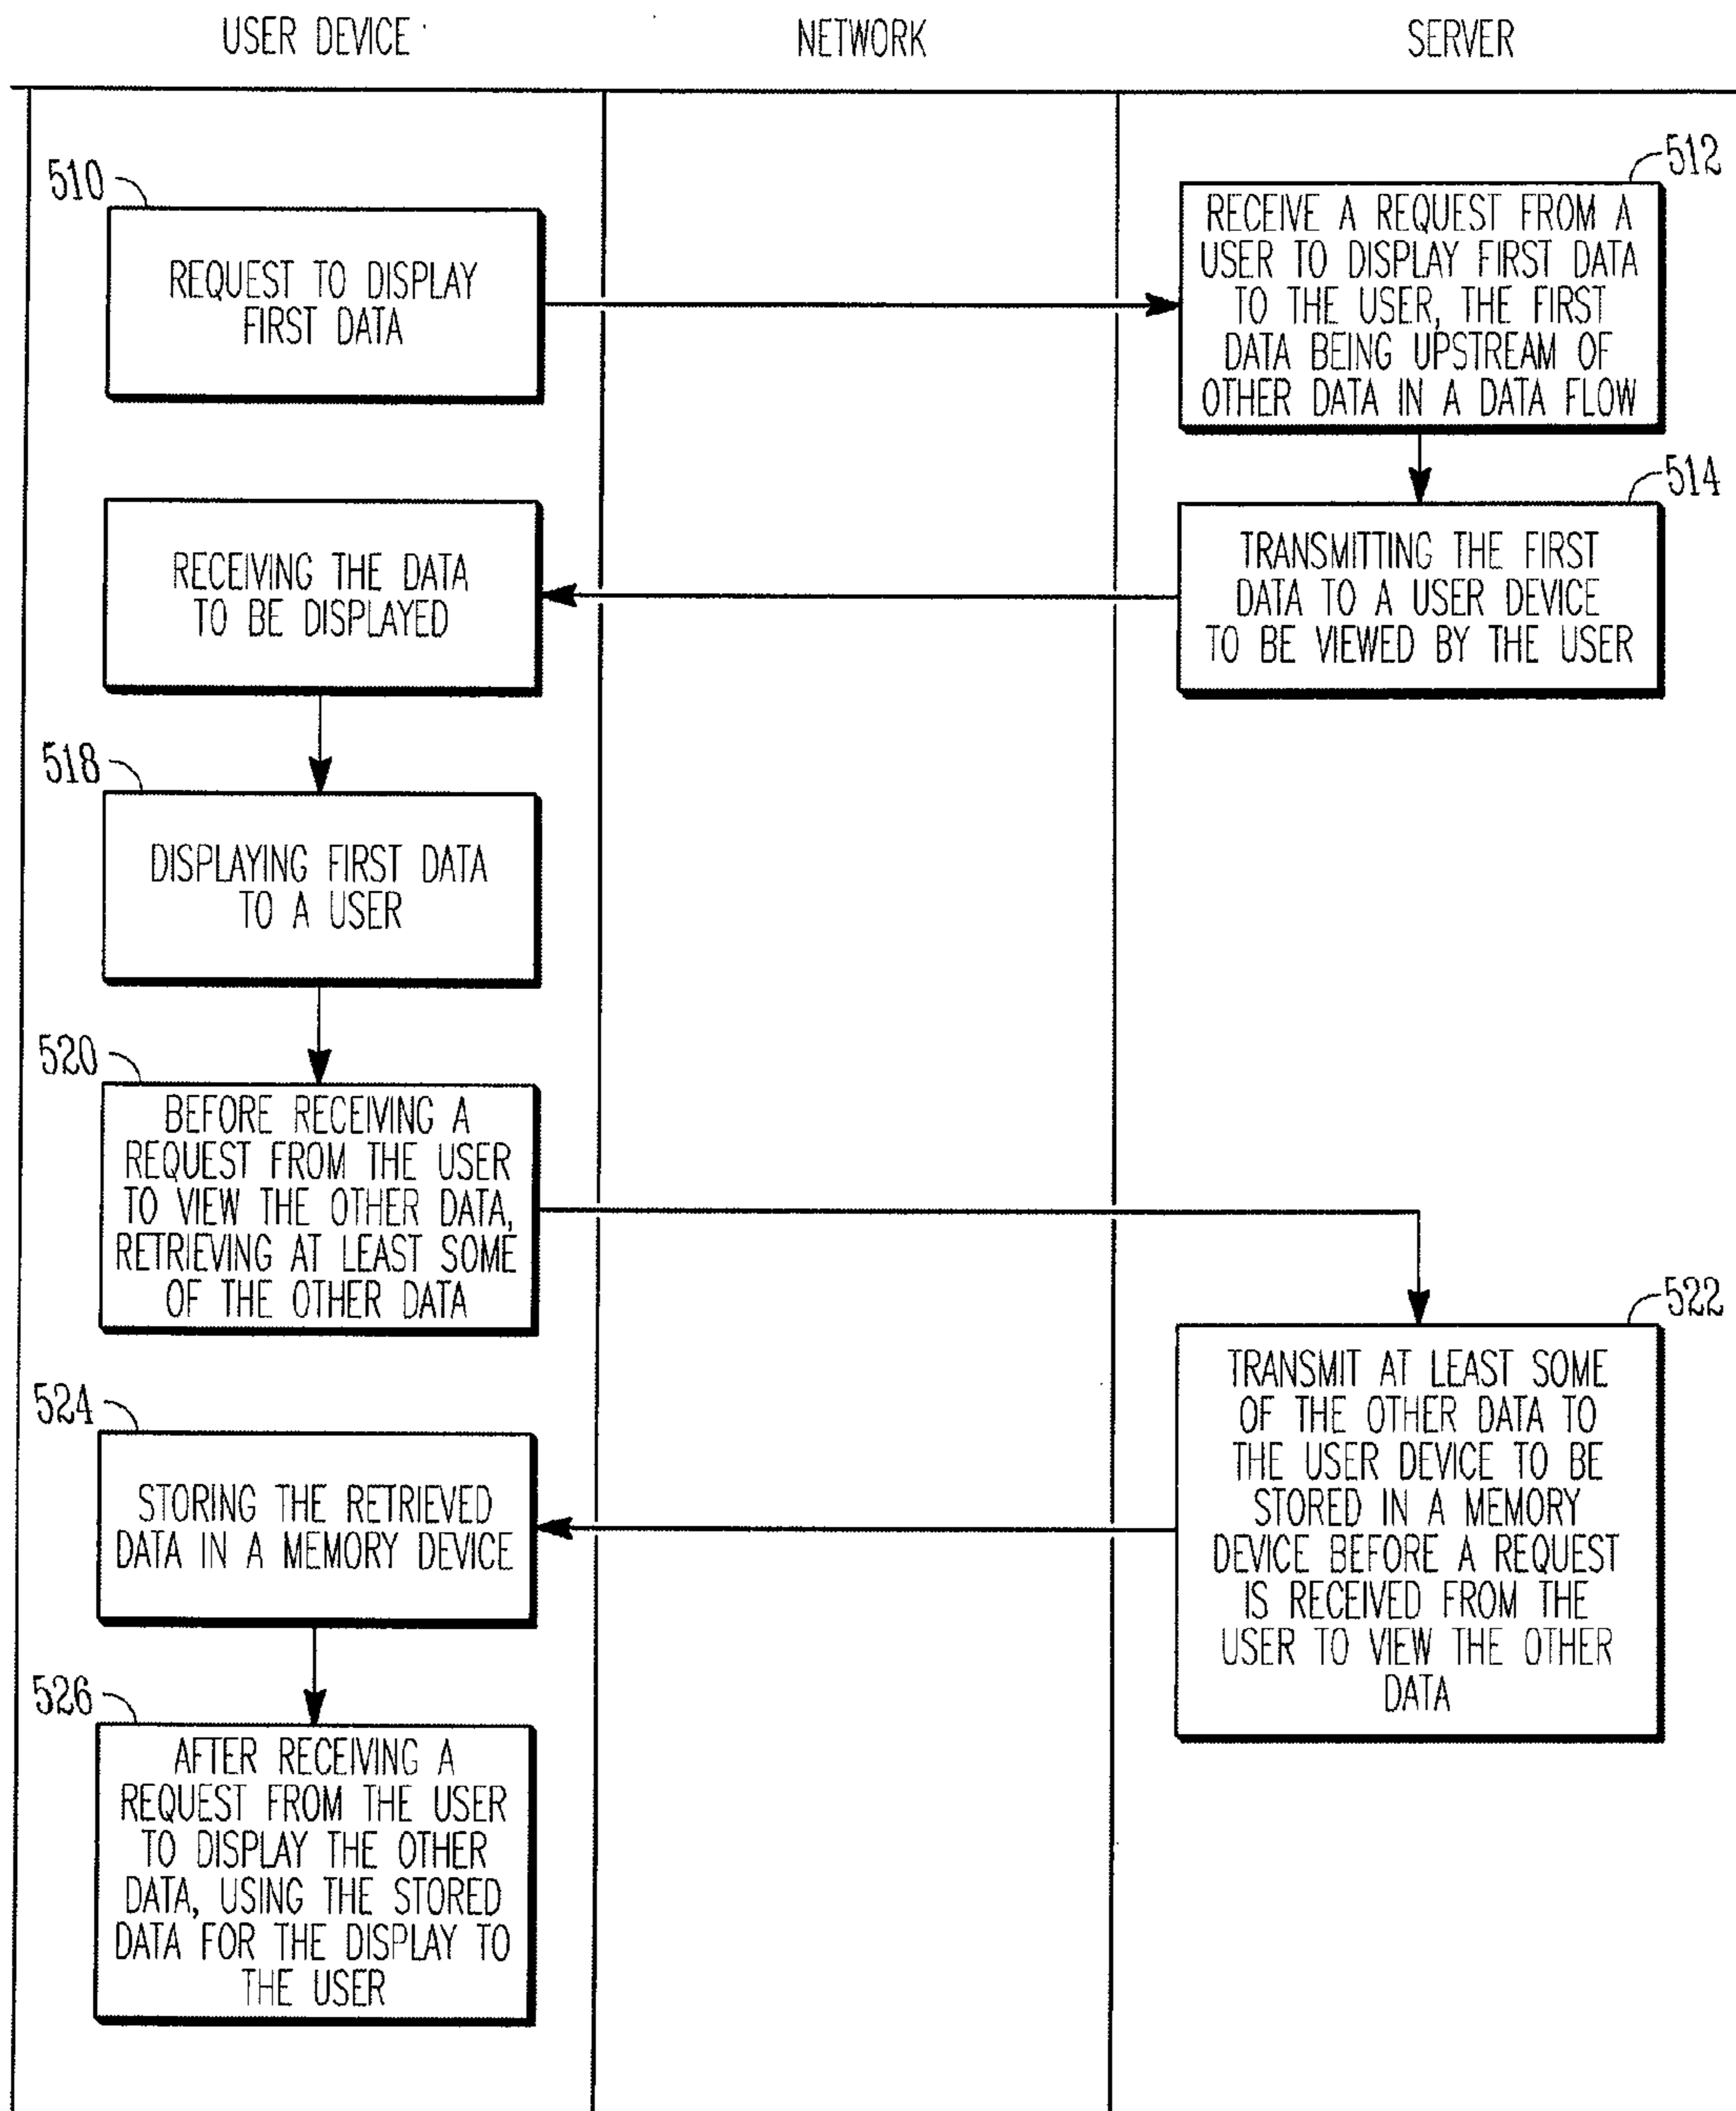 USER DEVICE
NETWORK
SERVER
510
REQUEST TO DISPLAY
FIRST DATA
512
RECEIVE A REQUEST FROM A
USER TO DISPLAY FIRST DATA
TO THE USER, THE FIRST
DATA BEING UPSTREAM OF
OTHER DATA IN A DATA FLOW
514
TRANSMITTING THE FIRST
DATA TO A USER DEVICE
TO BE VIEWED BY THE USER
RECEIVING THE DATA
TO BE DISPLAYED
518
DISPLAYING FIRST DATA
TO A USER
520
BEFORE RECEIVING A
REQUEST FROM THE USER
TO VIEW THE OTHER DATA,
RETRIEVING AT LEAST SOME
OF THE OTHER DATA
522
TRANSMIT AT LEAST SOME
OF THE OTHER DATA TO
THE USER DEVICE TO BE
STORED IN A MEMORY
DEVICE BEFORE A REQUEST
IS RECEIVED FROM THE
USER TO VIEW THE OTHER
DATA
524
STORING THE RETRIEVED
DATA IN A MEMORY DEVICE
526
AFTER RECEIVING A
REQUEST FROM THE USER
TO DISPLAY THE OTHER
DATA, USING THE STORED
DATA FOR THE DISPLAY TO
THE USER